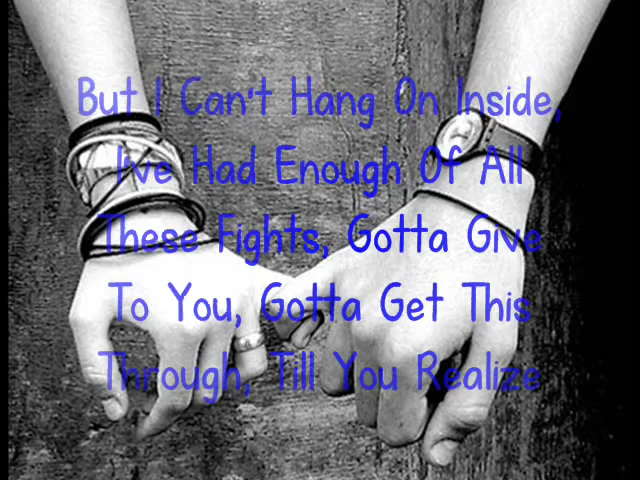 But I Can't Hang On Inside,
I've Had Enough Of All
These Fights, Gotta Give
To You, Gotta Get This
Through, Till You Realize